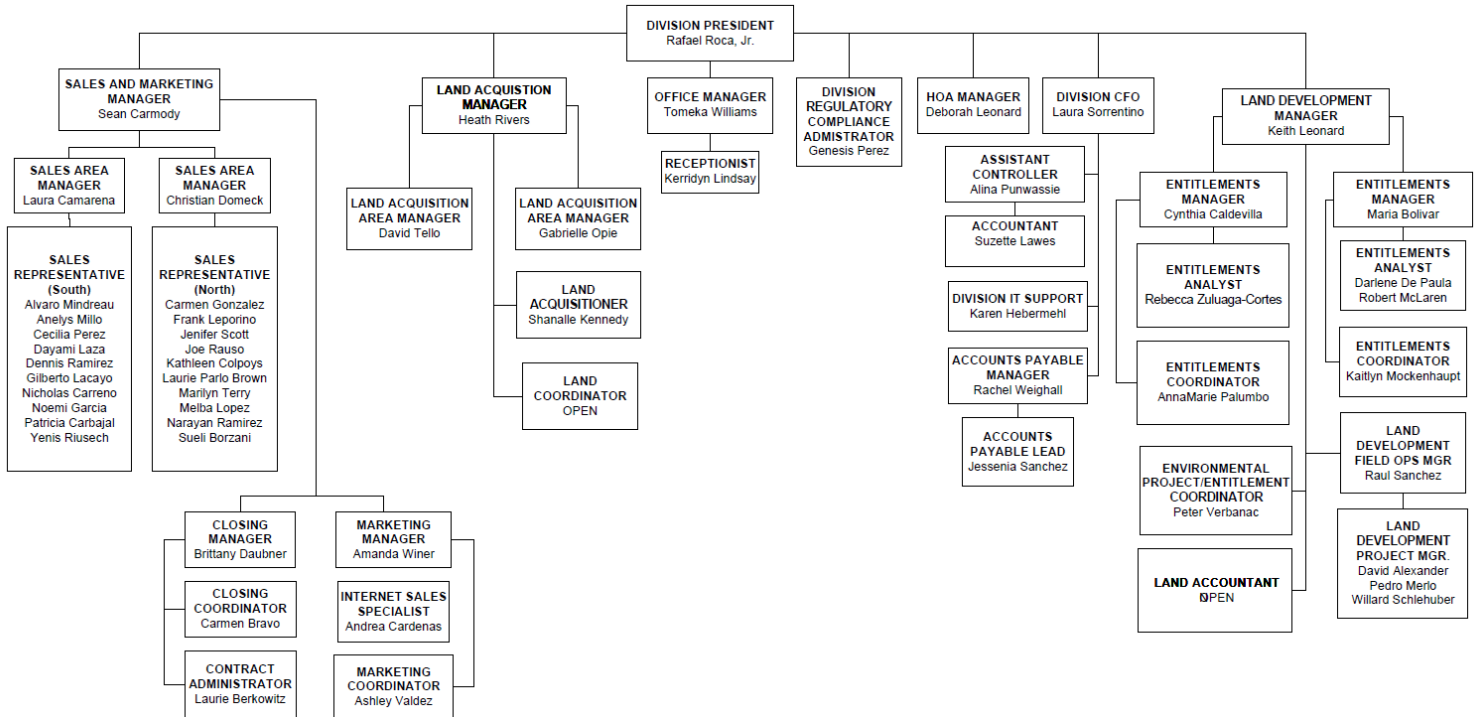 DIVISION PRESIDENT
Rafael Roca, Jr.
SALES AND MARKETING
MANAGER
Sean Carmody
LAND ACQUISTION
MANAGER
Heath Rivers
OFFICE MANAGER
Tomeka Williams
DIVISION
REGULATORY
COMPLIANCE
ADMISTRATOR
Genesis Perez
HOA MANAGER
Deborah Leonard
DIVISION CFO
Laura Sorrentino
LAND DEVELOPMENT
MANAGER
Keith Leonard
SALES AREA
MANAGER
Laura Camarena
SALES AREA
MANAGER
Christian Domeck
RECEPTIONIST
Kerridyn Lindsay
ASSISTANT
CONTROLLER
Alina Punwassie
LAND ACQUISITION
AREA MANAGER
David Tello
LAND ACQUISITION
AREA MANAGER
Gabrielle Opie
ACCOUNTANT
Suzette Lawes
ENTITLEMENTS
MANAGER
Cynthia Caldevilla
ENTITLEMENTS
MANAGER
Maria Bolivar
SALES
REPRESENTATIVE
(South)
Alvaro Mindreau
Anelys Millo
Cecilia Perez
Dayami Laza
Dennis Ramirez
Gilberto Lacayo
Nicholas Carreno
Noemi Garcia
Patricia Carbajal
Yenis Riusech
SALES
REPRESENTATIVE
(North)
Carmen Gonzalez
Frank Leporino
Jenifer Scott
Joe Rauso
Kathleen Colpoys
Laurie Parlo Brown
Marilyn Terry
Melba Lopez
Narayan Ramirez
Sueli Borzani
LAND
ACQUISITIONER
Shanalle Kennedy
LAND
COORDINATOR
OPEN
DIVISION IT SUPPORT
Karen Hebermehl
ACCOUNTS PAYABLE
MANAGER
Rachel Weighall
ACCOUNTS
PAYABLE LEAD
Jessenia Sanchez
ENTITLEMENTS
ANALYST
Rebecca Zuluaga-Cortes
ENTITLEMENTS
ANALYST
Darlene De Paula
Robert McLaren
ENTITLEMENTS
COORDINATOR
AnnaMarie Palumbo
ENTITLEMENTS
COORDINATOR
Kaitlyn Mockenhaupt
ENVIRONMENTAL
PROJECT/ENTITLEMENT
COORDINATOR
Peter Verbanac
LAND
DEVELOPMENT
FIELD OPS MGR
Raul Sanchez
LAND ACCOUNTANT
OPEN
LAND
DEVELOPMENT
PROJECT MGR.
David Alexander
Pedro Merlo
Willard Schlehuber
CLOSING
MANAGER
Brittany Daubner
MARKETING
MANAGER
Amanda Winer
CLOSING
COORDINATOR
Carmen Bravo
INTERNET SALES
SPECIALIST
Andrea Cardenas
CONTRACT
ADMINISTRATOR
Laurie Berkowitz
MARKETING
COORDINATOR
Ashley Valdez